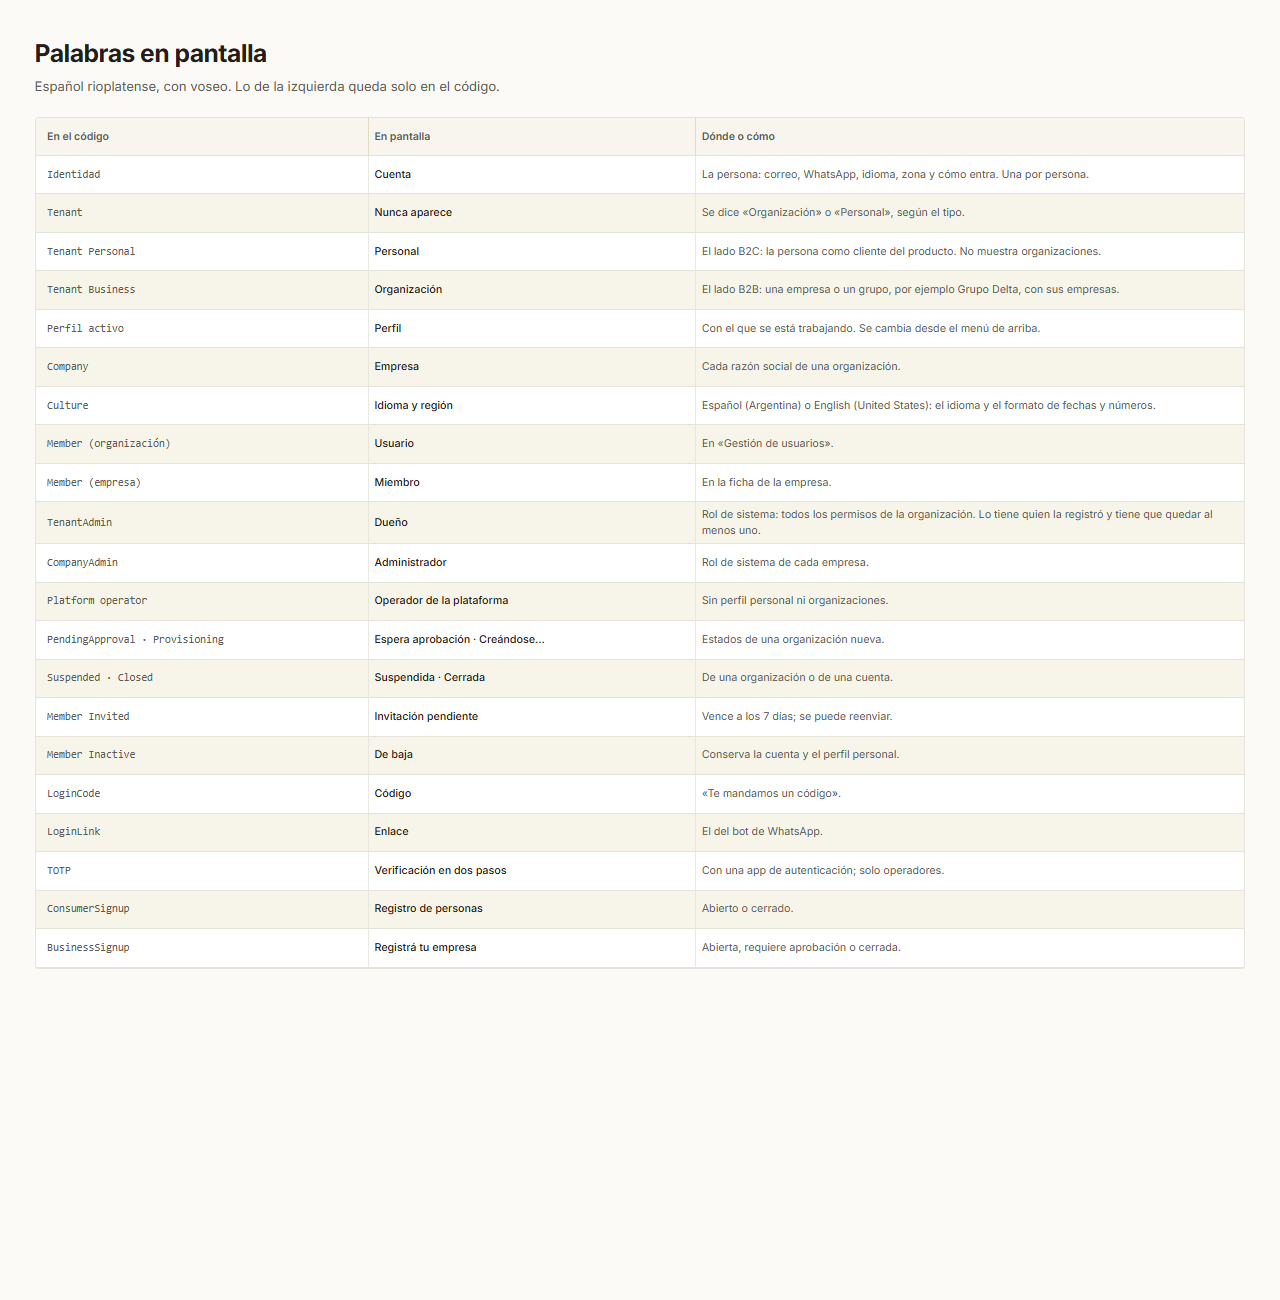 Palabras en pantalla
Español rioplatense, con voseo. Lo de la izquierda queda solo en el código.
En el código En pantalla Dónde o cómo
Identidad Cuenta La persona: correo, WhatsApp, idioma, zona y cómo entra. Una por persona.
Tenant Nunca aparece Se dice «Organización» o «Personal», según el tipo.
Tenant Personal Personal El lado B2C: la persona como cliente del producto. No muestra organizaciones.
Tenant Business Organización El lado B2B: una empresa o un grupo, por ejemplo Grupo Delta, con sus empresas.
Perfil activo Perfil Con el que se está trabajando. Se cambia desde el menú de arriba.
Company Empresa Cada razón social de una organización.
Culture Idioma y región Español (Argentina) o English (United States): el idioma y el formato de fechas y números.
Member (organización) Usuario En «Gestión de usuarios».
Member (empresa) Miembro En la ficha de la empresa.
TenantAdmin Dueño Rol de sistema: todos los permisos de la organización. Lo tiene quien la registró y tiene que quedar al
menos uno.
CompanyAdmin Administrador Rol de sistema de cada empresa.
Platform operator Operador de la plataforma Sin perfil personal ni organizaciones.
PendingApproval · Provisioning Espera aprobación · Creándose… Estados de una organización nueva.
Suspended · Closed Suspendida · Cerrada De una organización o de una cuenta.
Member Invited Invitación pendiente Vence a los 7 días; se puede reenviar.
Member Inactive De baja Conserva la cuenta y el perfil personal.
LoginCode Código «Te mandamos un código».
LoginLink Enlace El del bot de WhatsApp.
TOTP Verificación en dos pasos Con una app de autenticación; solo operadores.
ConsumerSignup Registro de personas Abierto o cerrado.
BusinessSignup Registrá tu empresa Abierta, requiere aprobación o cerrada.